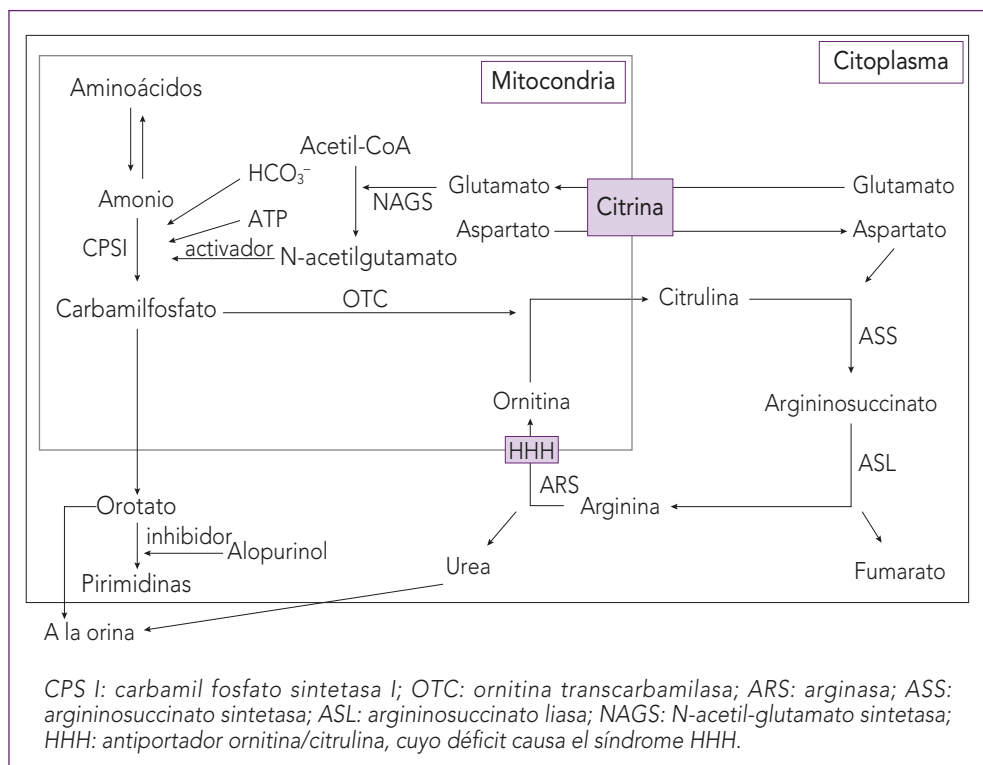 Citoplasma
Mitocondria
Aminoácidos
Acetil-CoA
HCO3–
Glutamato
Citrina
Glutamato
Amonio
NAGS
ATP
Aspartato
Aspartato
CPSI
activador
N-acetilgutamato
Carbamilfosfato
OTC
Citrulina
ASS
Ornitina
Argininosuccinato
HHH
ASL
ARS
Orotato
Arginina
inhibidor
Alopurinol
Urea
Fumarato
Pirimidinas
A la orina
CPS I: carbamil fosfato sintetasa I; OTC: ornitina transcarbamilasa; ARS: arginasa; ASS:
argininosuccinato sintetasa; ASL: argininosuccinato liasa; NAGS: N-acetil-glutamato sintetasa;
HHH: antiportador ornitina/citrulina, cuyo déficit causa el síndrome HHH.